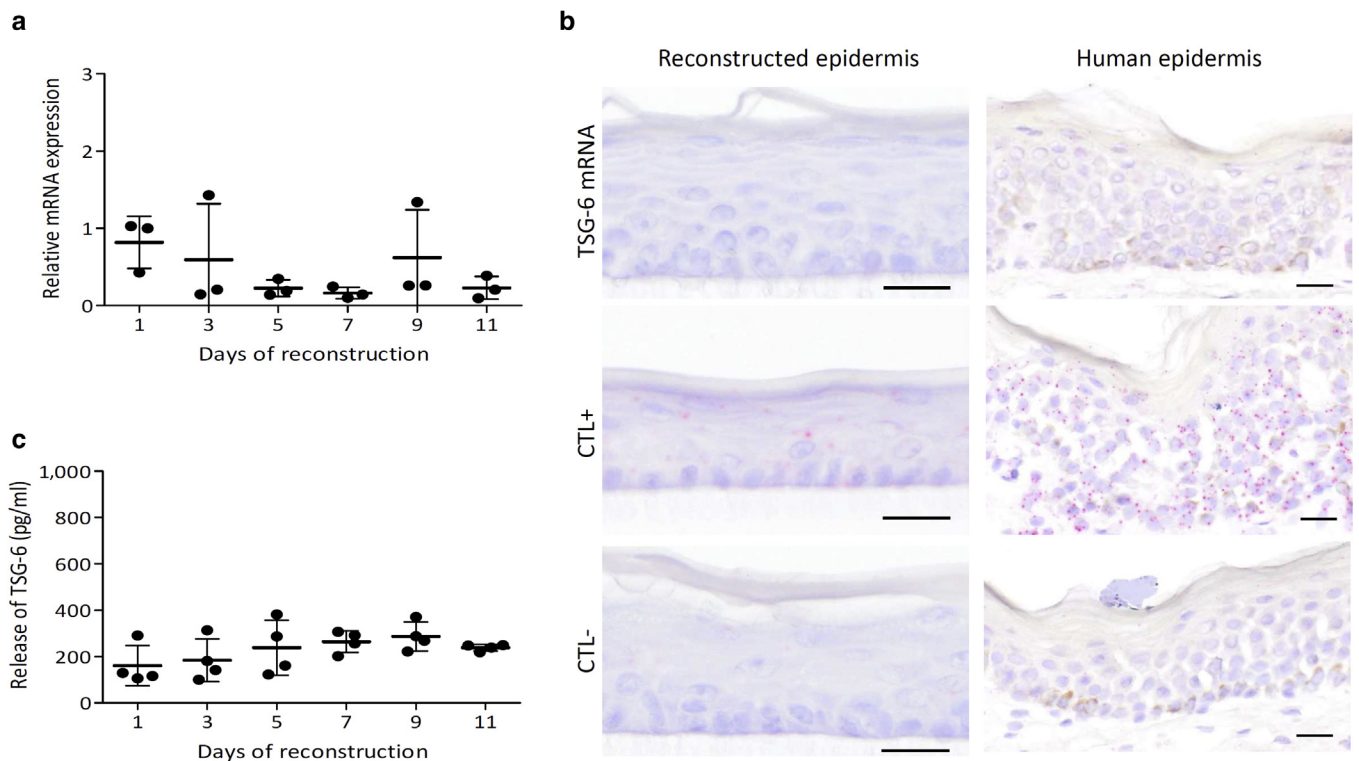 a
Relative mRNA expression
3
2
1
0
1 3 5 7 9 11
Days of reconstruction
b
Reconstructed epidermis Human epidermis
TSG-6 mRNA
CTL+
CTL-
c
Release of TSG-6 (pg/ml)
1,000
800
600
400
200
0
1 3 5 7 9 11
Days of reconstruction